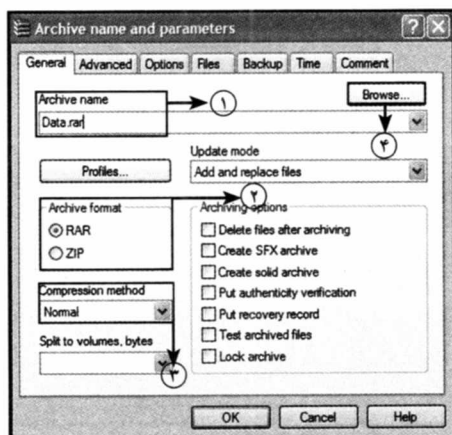 Archive name and parameters
General Advanced Options Files Backup Time Comment
Archive name ۱ Browse...
Data.rar
۴
Update mode
Profiles... Add and replace files
۲
Archive format Archiving options
RAR Delete files after archiving
ZIP Create SFX archive
Create solid archive
Compression method Put authenticity verification
Normal Put recovery record
Split to volumes, bytes Test archived files
۳ Lock archive
OK Cancel Help